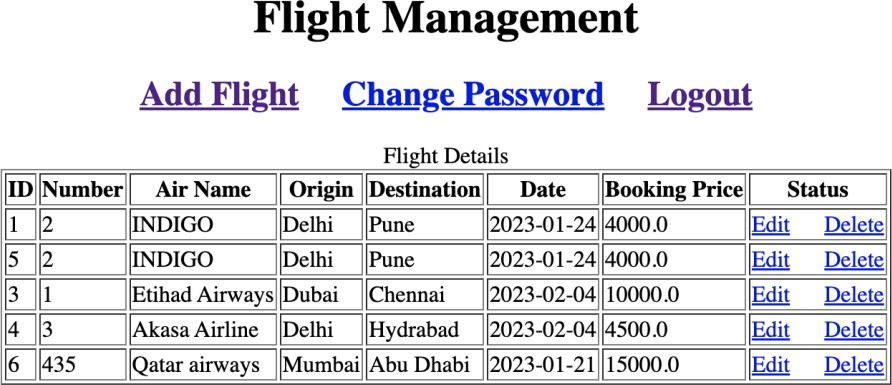 Flight Management
Add Flight Change Password Logout
Flight Details
ID Number Air Name Origin Destination Date Booking Price Status
1 2 INDIGO Delhi Pune 2023-01-24 4000.0 Edit Delete
5 2 INDIGO Delhi Pune 2023-01-24 4000.0 Edit Delete
3 1 Etihad Airways Dubai Chennai 2023-02-04 10000.0 Edit Delete
4 3 Akasa Airline Delhi Hydrabad 2023-02-04 4500.0 Edit Delete
6 435 Qatar airways Mumbai Abu Dhabi 2023-01-21 15000.0 Edit Delete